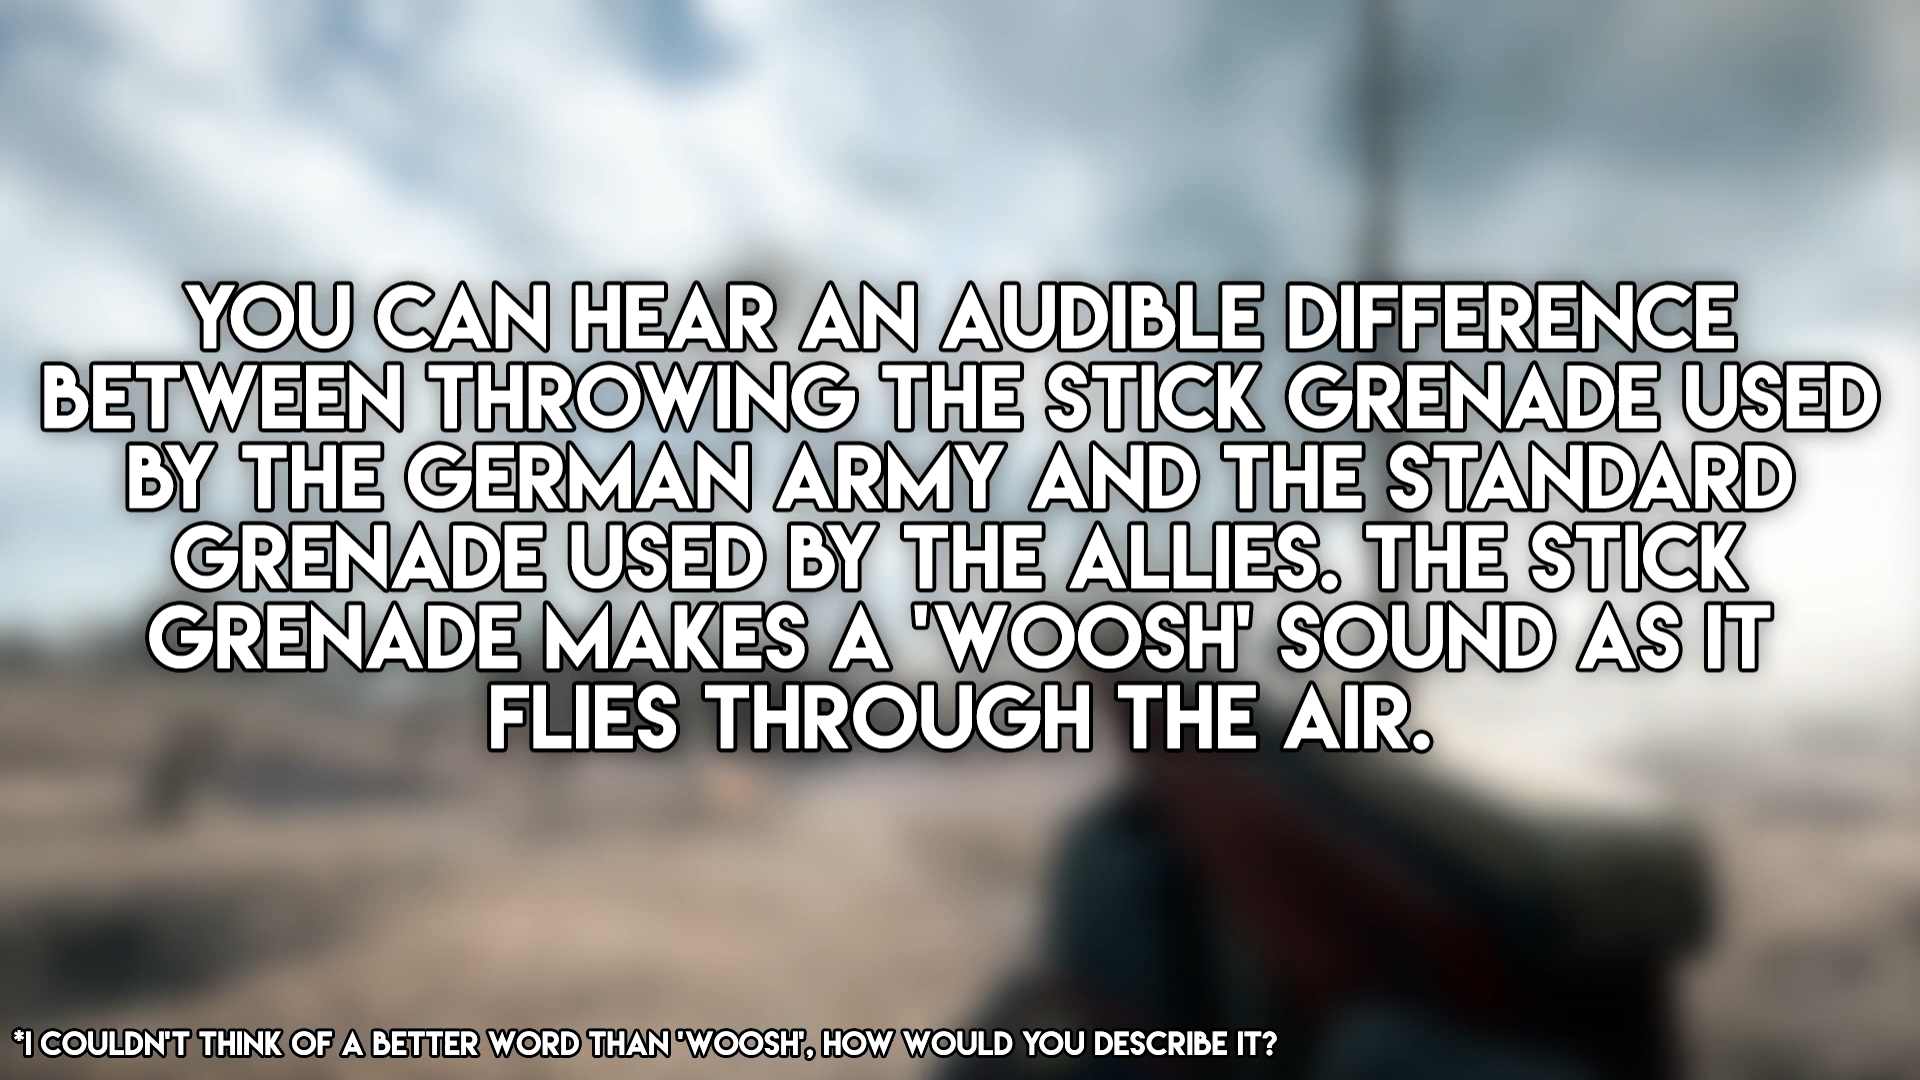 YOU CAN HEAR AN AUDIBLE DIFFERENCE
BETWEEN THROWING THE STICK GRENADE USED
BY THE GERMAN ARMY AND THE STANDARD
GRENADE USED BY THE ALLIES. THE STICK
GRENADE MAKES A 'WOOSH' SOUND AS IT
FLIES THROUGH THE AIR.
*I COULDN'T THINK OF A BETTER WORD THAN 'WOOSH', HOW WOULD YOU DESCRIBE IT?